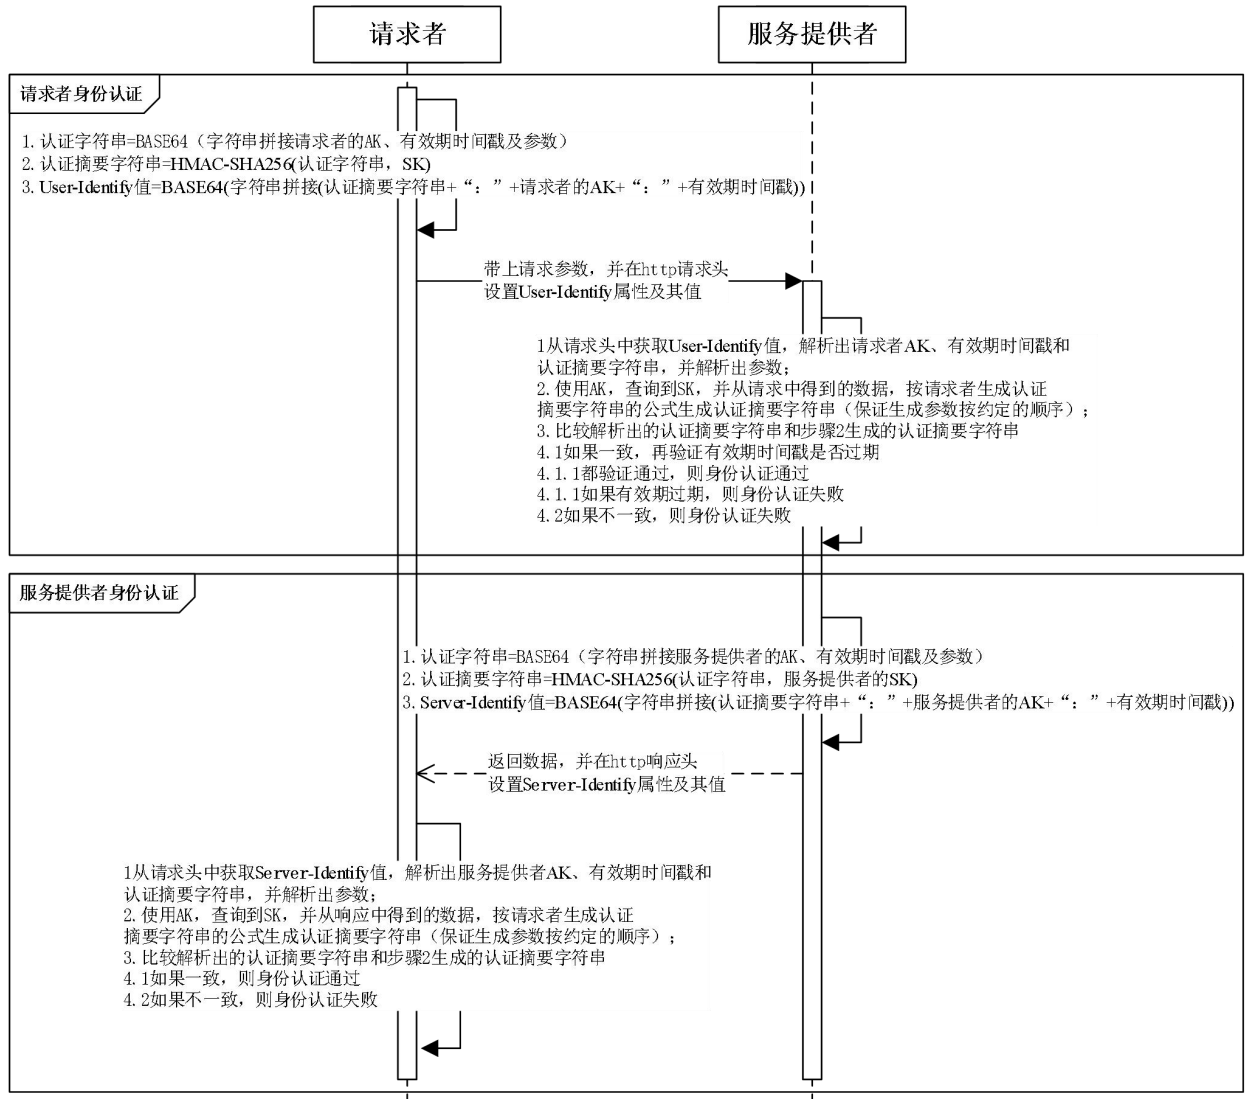 请求者
服务提供者
请求者身份认证
1.认证字符串=BASE64（字符串拼接请求者的AK、有效期时间戳及参数）
2.认证摘要字符串=HMAC-SHA256(认证字符串，SK)
3.User-Identify值=BASE64(字符串拼接(认证摘要字符串+“：”+请求者的AK+“：”+有效期时间戳))
带上请求参数，并在http请求头
设置User-Identify属性及其值
1从请求头中获取User-Identify值，解析出请求者AK、有效期时间戳和
认证摘要字符串，并解析出参数；
2.使用AK，查询到SK，并从请求中得到的数据，按请求者生成认证
摘要字符串的公式生成认证摘要字符串（保证生成参数按约定的顺序）；
3.比较解析出的认证摘要字符串和步骤2生成的认证摘要字符串
4.1如果一致，再验证有效期时间戳是否过期
4.1.1都验证通过，则身份认证通过
4.1.1如果有效期过期，则身份认证失败
4.2如果不一致，则身份认证失败
服务提供者身份认证
1.认证字符串=BASE64（字符串拼接服务提供者的AK、有效期时间戳及参数）
2.认证摘要字符串=HMAC-SHA256(认证字符串，服务提供者的SK)
3.Server-Identify值=BASE64(字符串拼接(认证摘要字符串+“：”+服务提供者的AK+“：”+有效期时间戳))
返回数据，并在http响应头
设置Server-Identify属性及其值
1从请求头中获取Server-Identify值，解析出服务提供者AK、有效期时间戳和
认证摘要字符串，并解析出参数；
2.使用AK，查询到SK，并从响应中得到的数据，按请求者生成认证
摘要字符串的公式生成认证摘要字符串（保证生成参数按约定的顺序）；
3.比较解析出的认证摘要字符串和步骤2生成的认证摘要字符串
4.1如果一致，则身份认证通过
4.2如果不一致，则身份认证失败